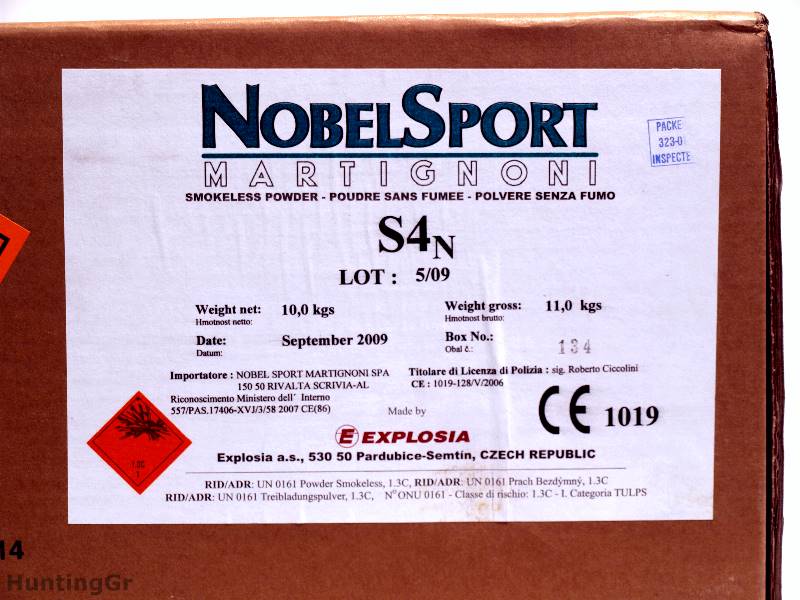 NOBELSPORT
MARTIGNONI
SMOKELESS POWDER - POUDRE SANS FUMEE - POLVERE SENZA FUMO
S4N
LOT : 5/09
PACKE
323-0
INSPECTE
Weight net: 10,0 kgs
Hmotnost netto:
Weight gross: 11,0 kgs
Hmotnost brutto:
Date: September 2009
Datum:
Box No.: 134
Obal č.:
Importatore : NOBEL SPORT MARTIGNONI SPA
150 50 RIVALTA SCRIVIA-AL
Riconoscimento Ministero dell' Interno
557/PAS.17406-XVJ/3/58 2007 CE(86)
Titolare di Licenza di Polizia : sig. Roberto Ciccolini
CE : 1019-128/V/2006
CE 1019
Made by
E EXPLOSIA
Explosia a.s., 530 50 Pardubice-Semtín, CZECH REPUBLIC
1.3C
1
RID/ADR: UN 0161 Powder Smokeless, 1.3C, RID/ADR: UN 0161 Prach Bezdýmný, 1.3C
RID/ADR: UN 0161 Treibladungspulver, 1.3C, N° ONU 0161 - Classe di rischio: 1.3C - I. Categoria TULPS
14
HuntingGr